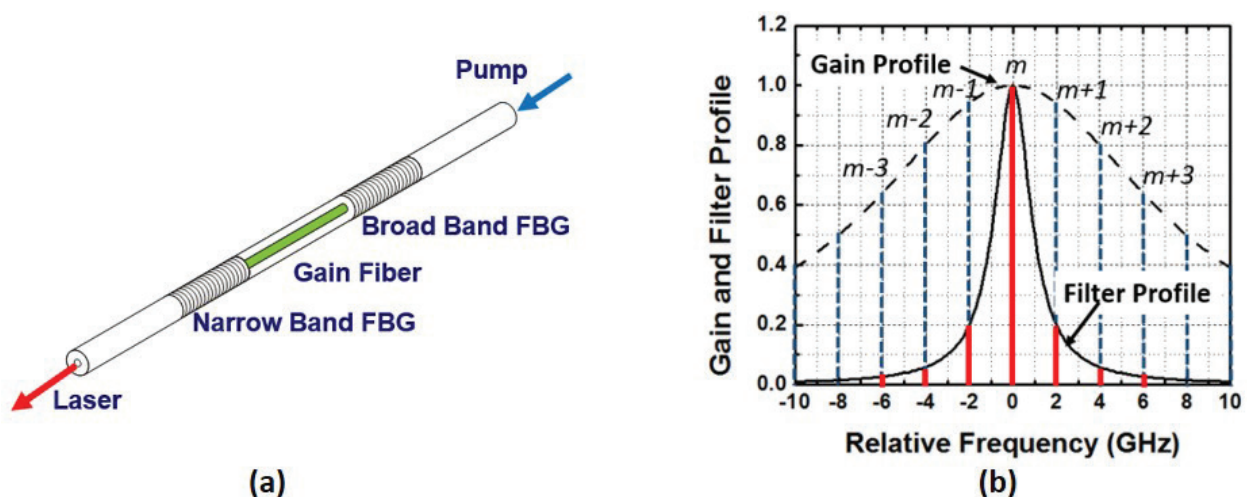 Pump
Broad Band FBG
Gain Fiber
Narrow Band FBG
Laser
(a)
Gain and Filter Profile
1.2
1.0
0.8
0.6
0.4
0.2
0.0
Gain Profile
m
m-1
m+1
m-2
m+2
m-3
m+3
Filter Profile
-10 -8 -6 -4 -2 0 2 4 6 8 10
Relative Frequency (GHz)
(b)